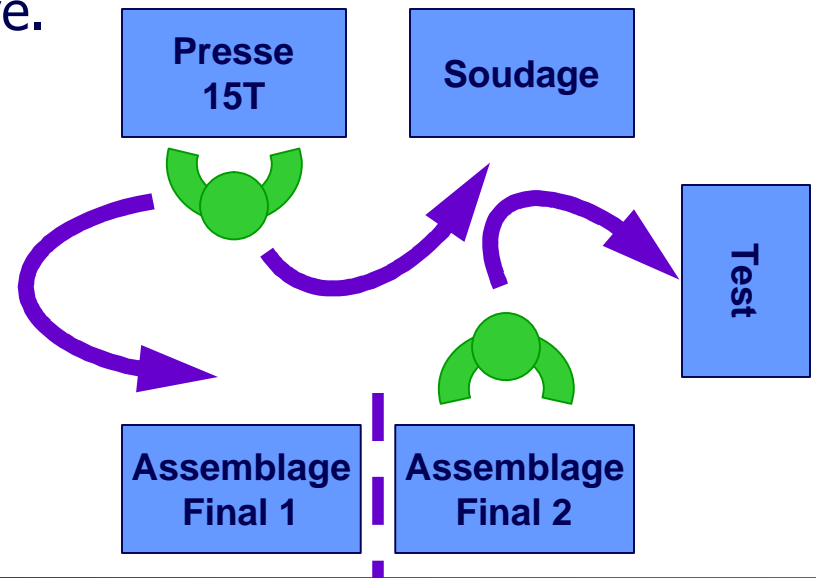 e.
Presse
15T
Soudage
Test
Assemblage
Final 1
Assemblage
Final 2